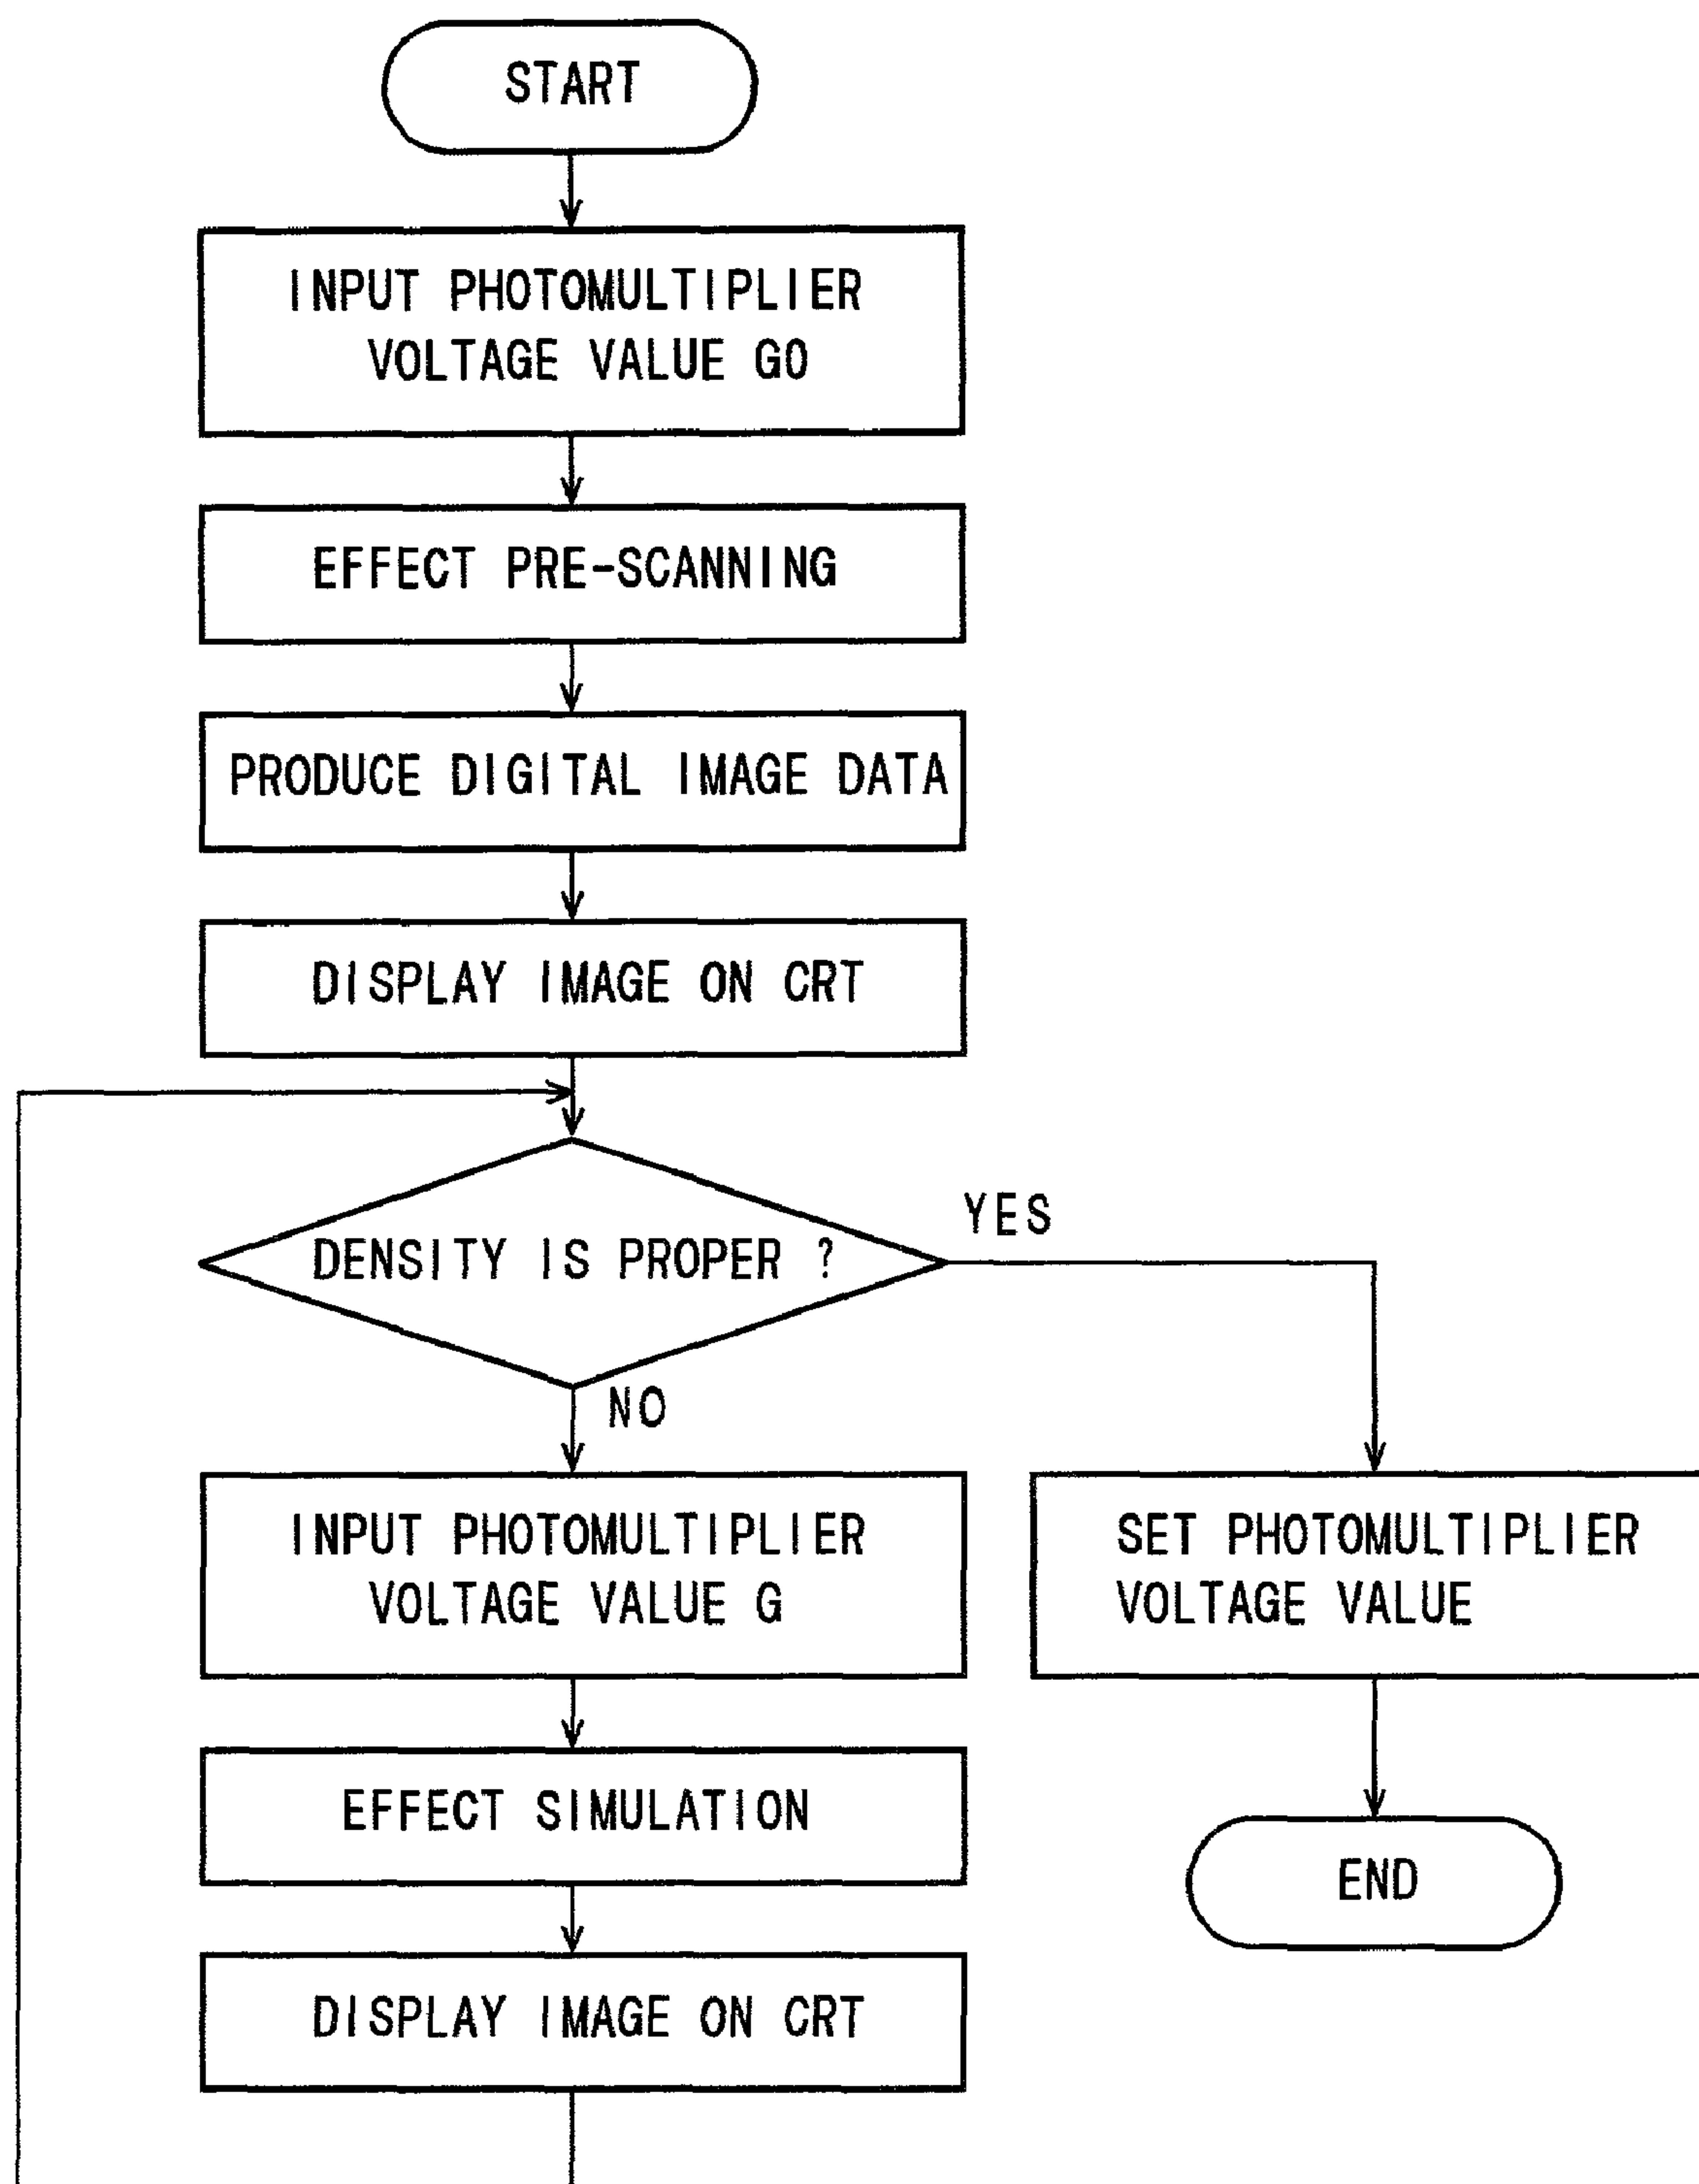 START
INPUT PHOTOMULTIPLIER
VOLTAGE VALUE G0
EFFECT PRE-SCANNING
PRODUCE DIGITAL IMAGE DATA
DISPLAY IMAGE ON CRT
DENSITY IS PROPER ?
YES
NO
INPUT PHOTOMULTIPLIER
VOLTAGE VALUE G
EFFECT SIMULATION
DISPLAY IMAGE ON CRT
SET PHOTOMULTIPLIER
VOLTAGE VALUE
END